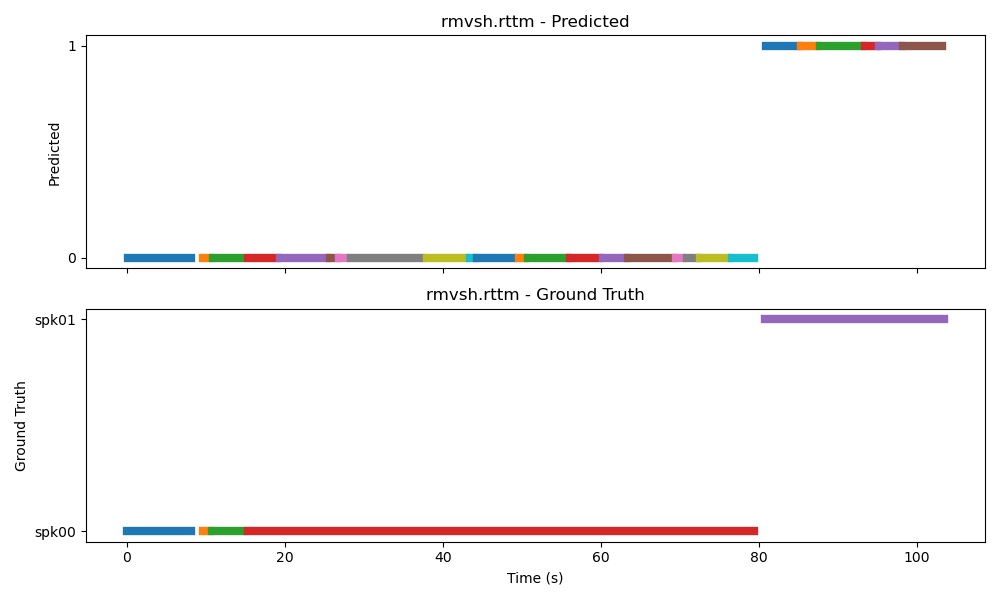 rmvsh.rttm - Predicted
1
Predicted
0
rmvsh.rttm - Ground Truth
spk01
Ground Truth
spk00
0 20 40 60 80 100
Time (s)